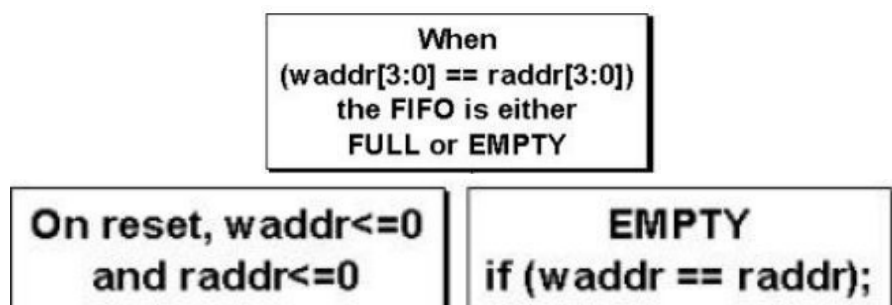 When
(waddr[3:0] == raddr[3:0])
the FIFO is either
FULL or EMPTY
On reset, waddr<=0
and raddr<=0
EMPTY
if (waddr == raddr);